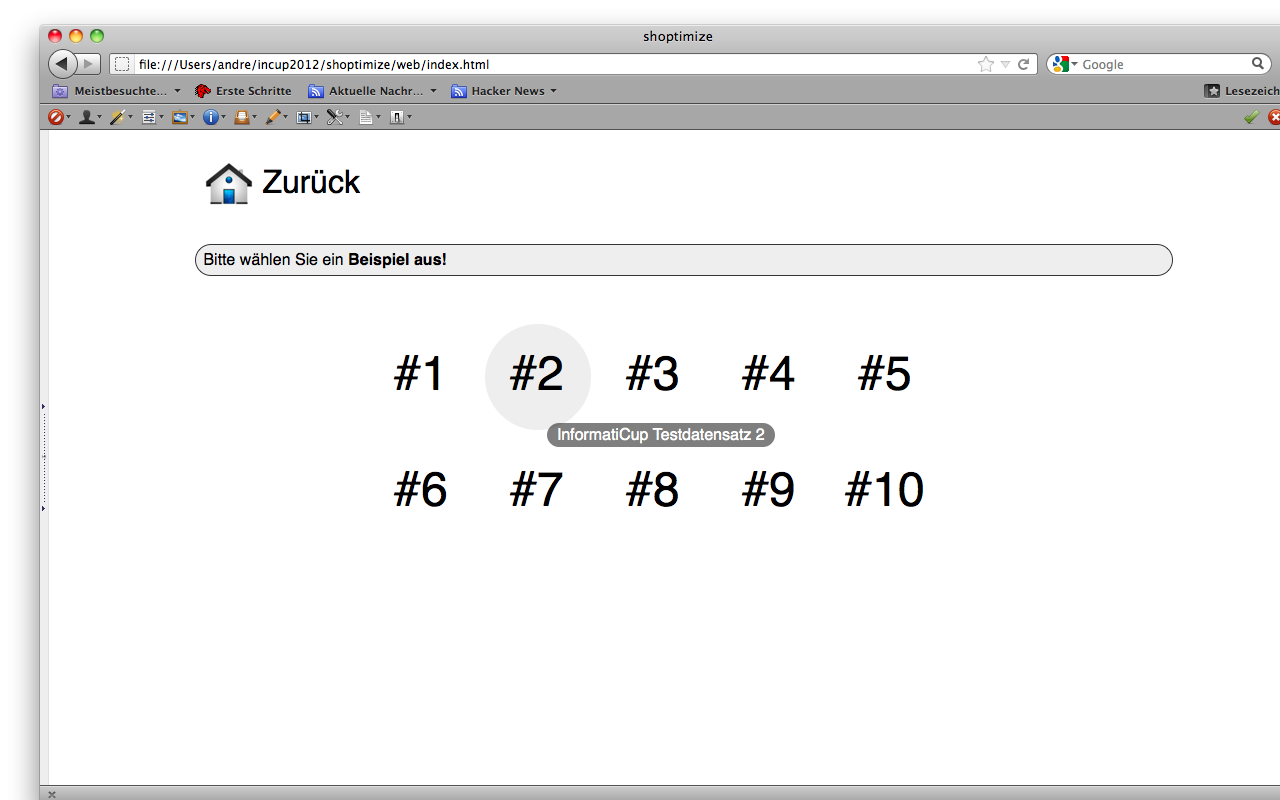 shoptimize
file:///Users/andre/incup2012/shoptimize/web/index.html
Google
Meistbesuchte... Erste Schritte Aktuelle Nachr... Hacker News Lesezeich
Zurück
Bitte wählen Sie ein Beispiel aus!
#1 #2 #3 #4 #5
InformatiCup Testdatensatz 2
#6 #7 #8 #9 #10